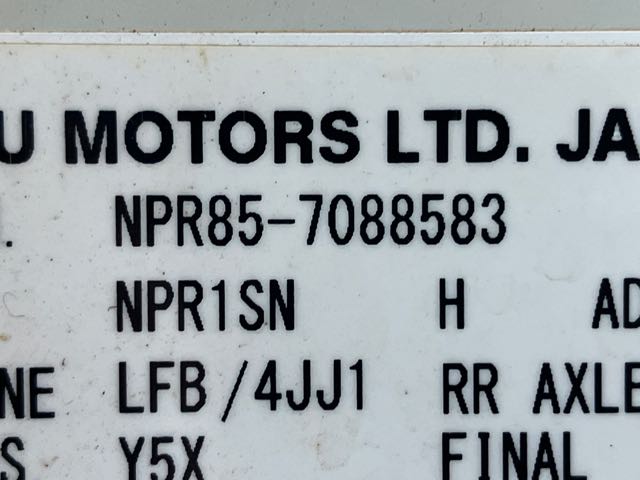 U MOTORS LTD. JA
. NPR85-7088583
NPR1SN H AD
NE LFB/4JJ1 RR AXLE
S Y5X FINAL